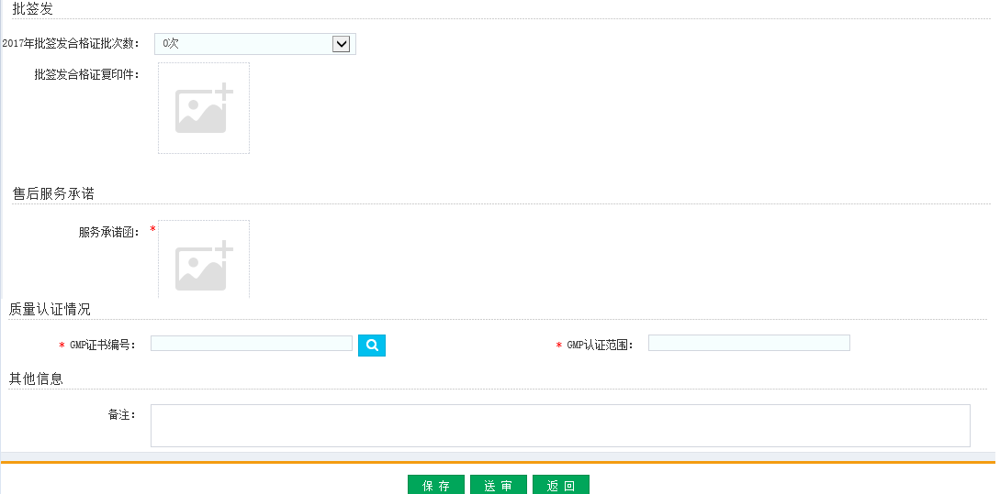 批签发
2017年批签发合格证批次数： 0次
批签发合格证复印件：
售后服务承诺
服务承诺函： *
质量认证情况
* GMP证书编号： * GMP认证范围：
其他信息
备注：
保存 送审 返回